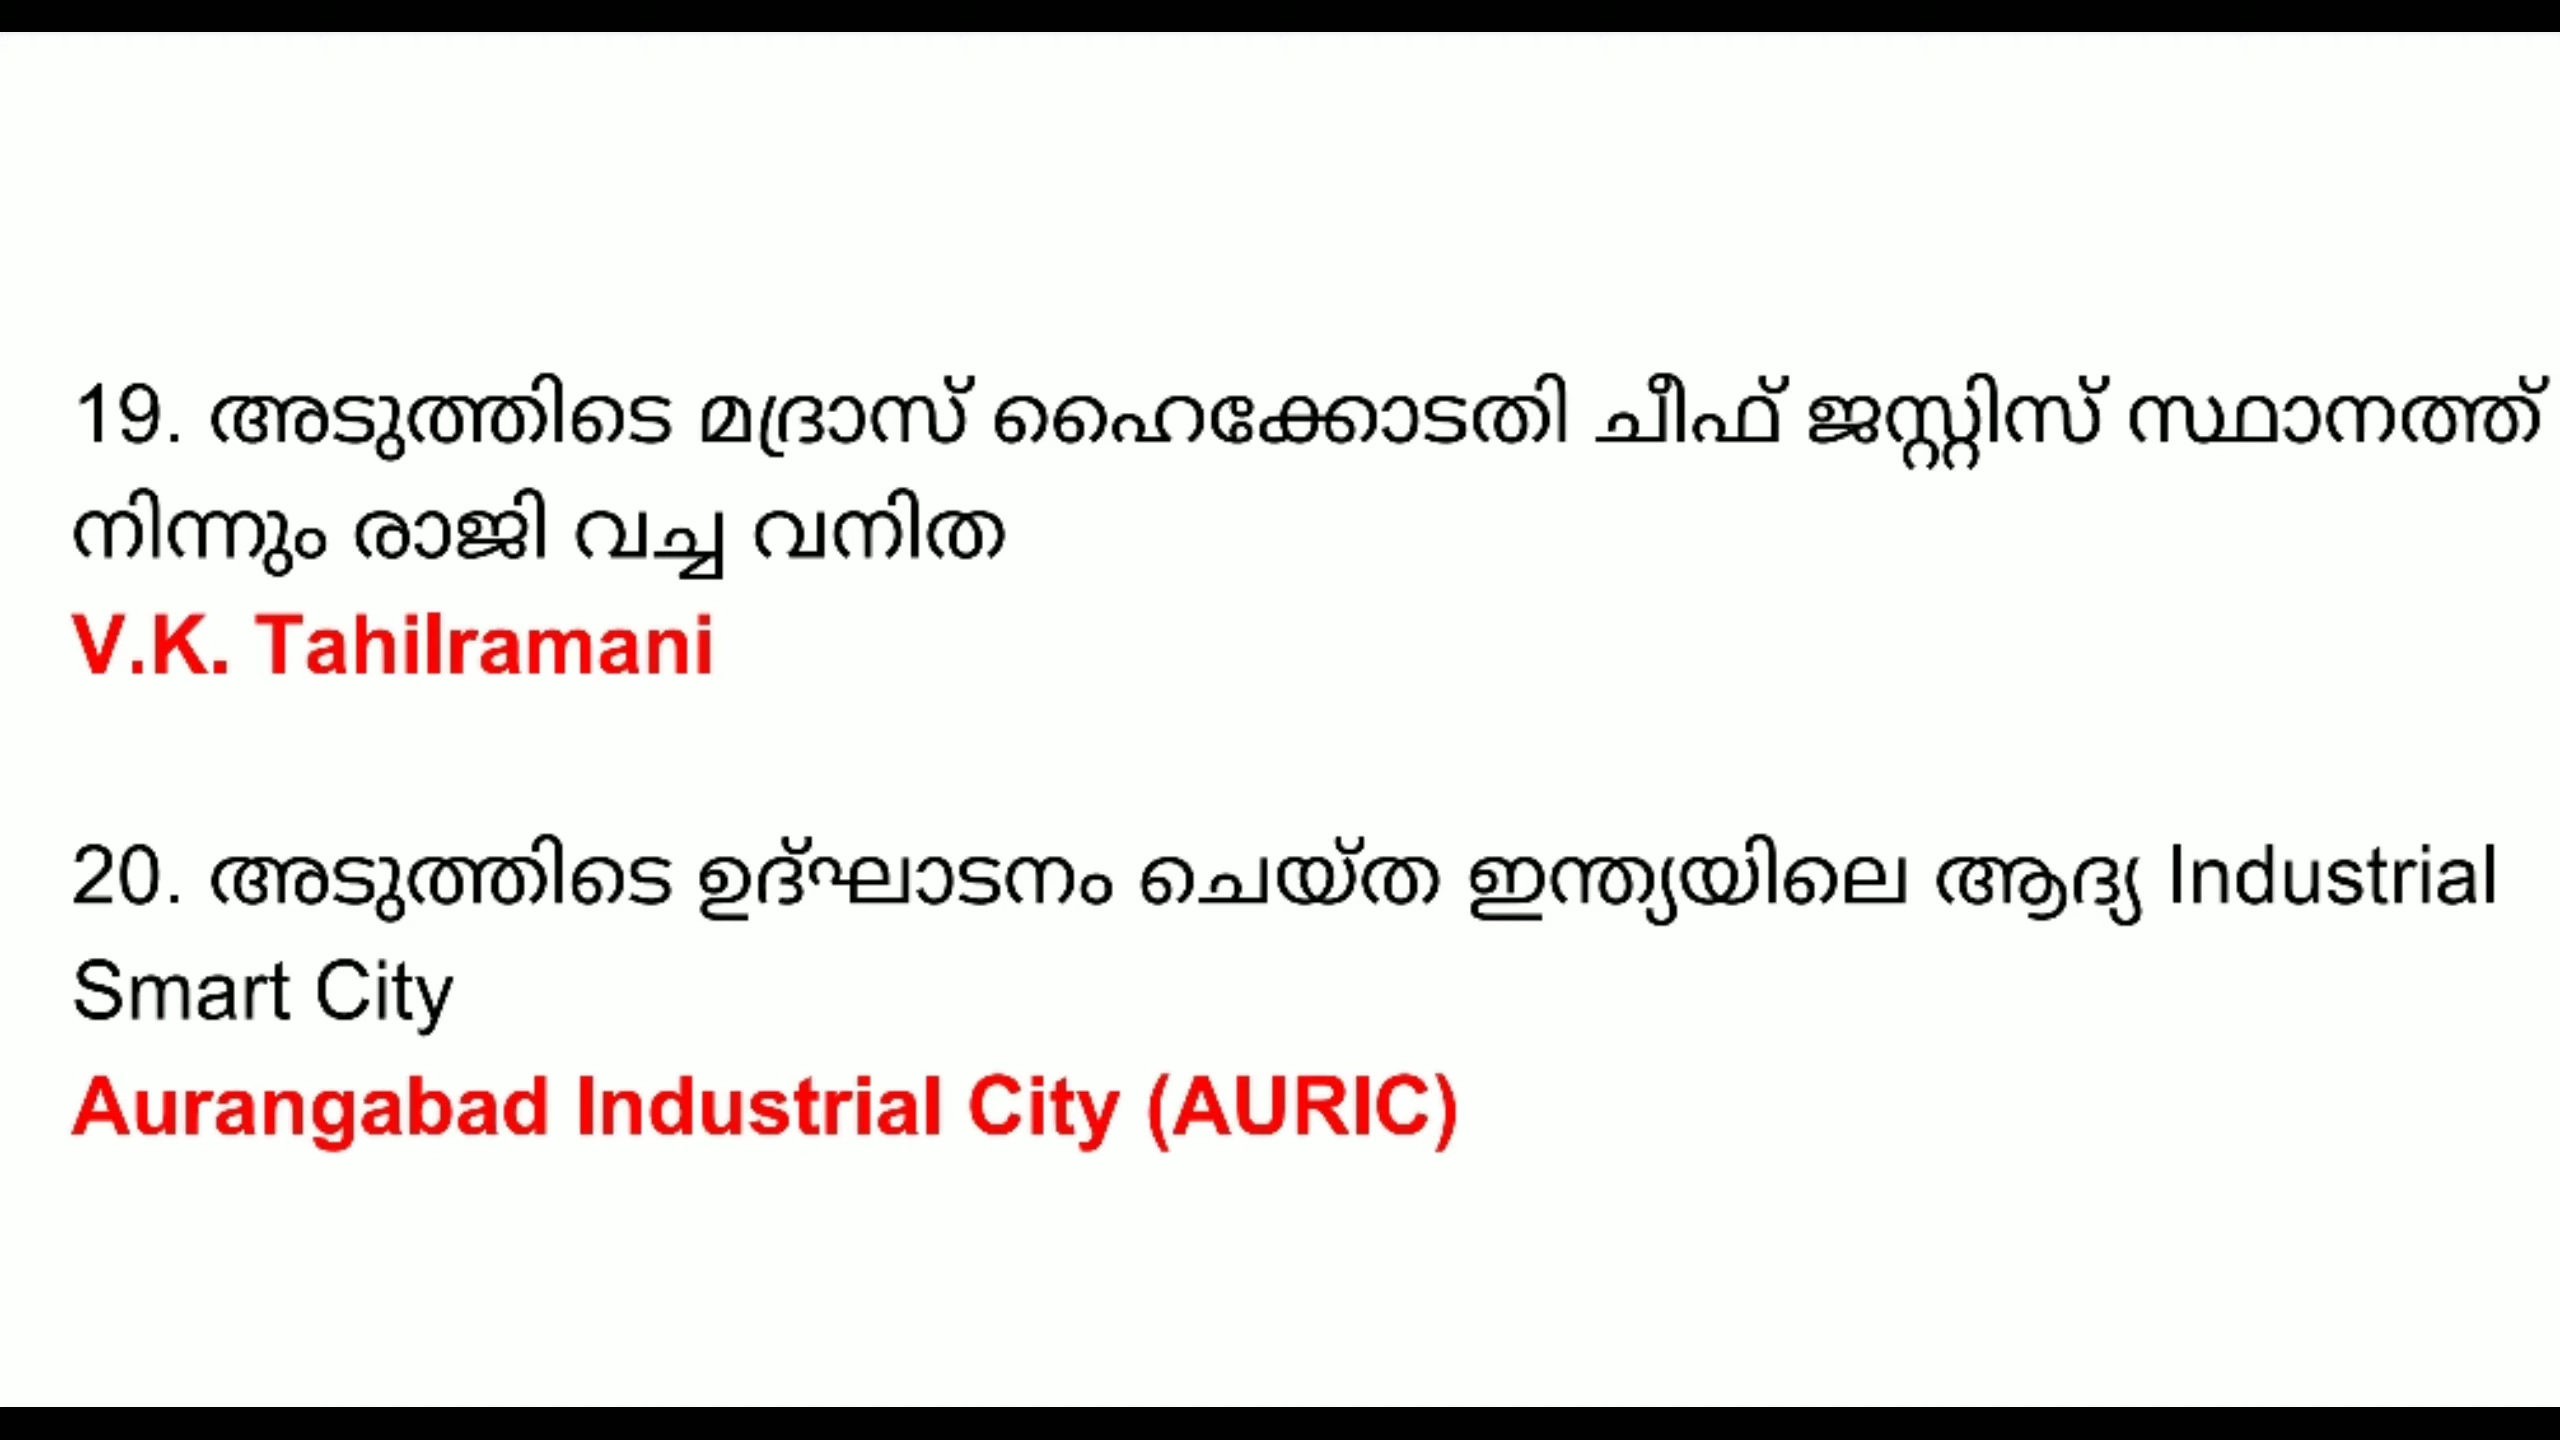 19. അടുത്തിടെ മദ്രാസ് ഹൈക്കോടതി ചീഫ് ജസ്റ്റിസ് സ്ഥാനത്ത്
നിന്നും രാജി വച്ച വനിത
V.K. Tahilramani
20. അടുത്തിടെ ഉദ്ഘാടനം ചെയ്ത ഇന്ത്യയിലെ ആദ്യ Industrial
Smart City
Aurangabad Industrial City (AURIC)